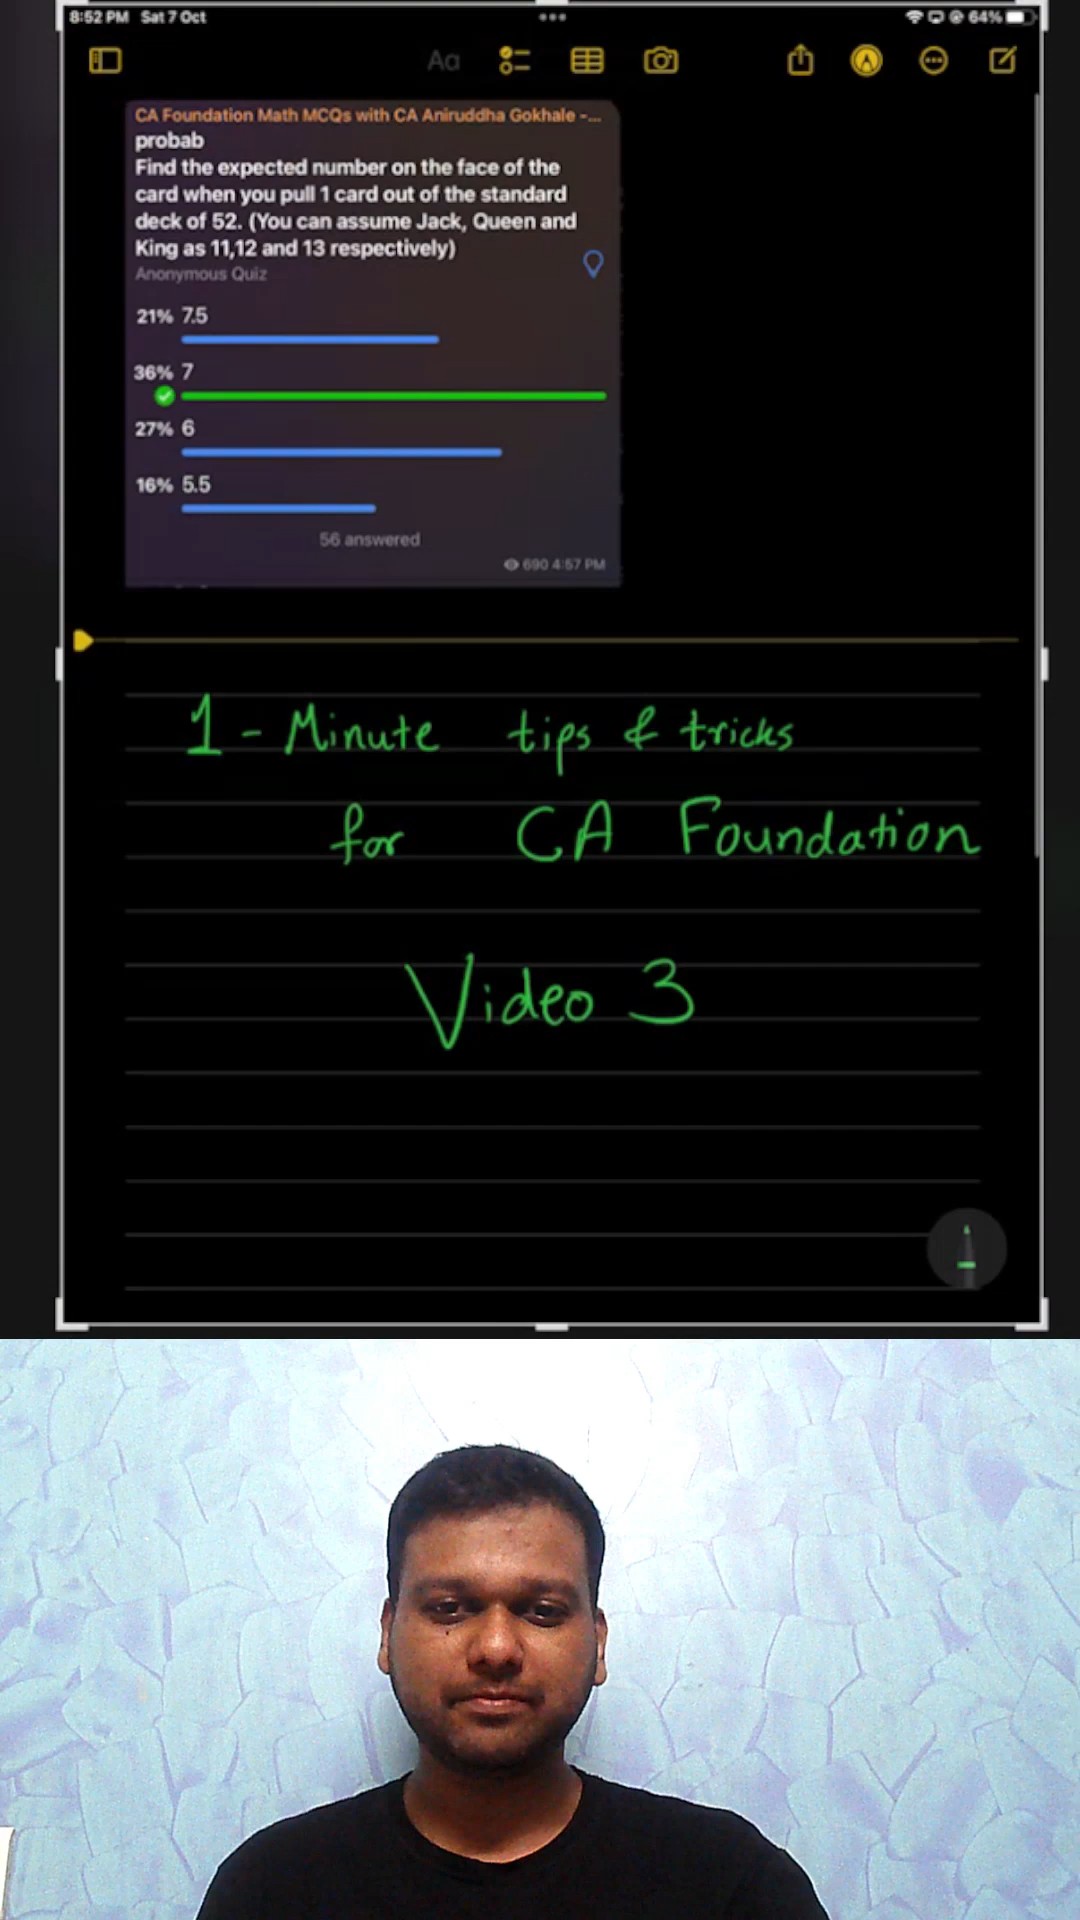 8:52 PM Sat 7 Oct
64%
Aa
CA Foundation Math MCQs with CA Aniruddha Gokhale -...
probab
Find the expected number on the face of the
card when you pull 1 card out of the standard
deck of 52. (You can assume Jack, Queen and
King as 11,12 and 13 respectively)
Anonymous Quiz
21% 7.5
36% 7
27% 6
16% 5.5
56 answered
690 4:57 PM
1 - Minute tips & tricks
for CA Foundation
Video 3